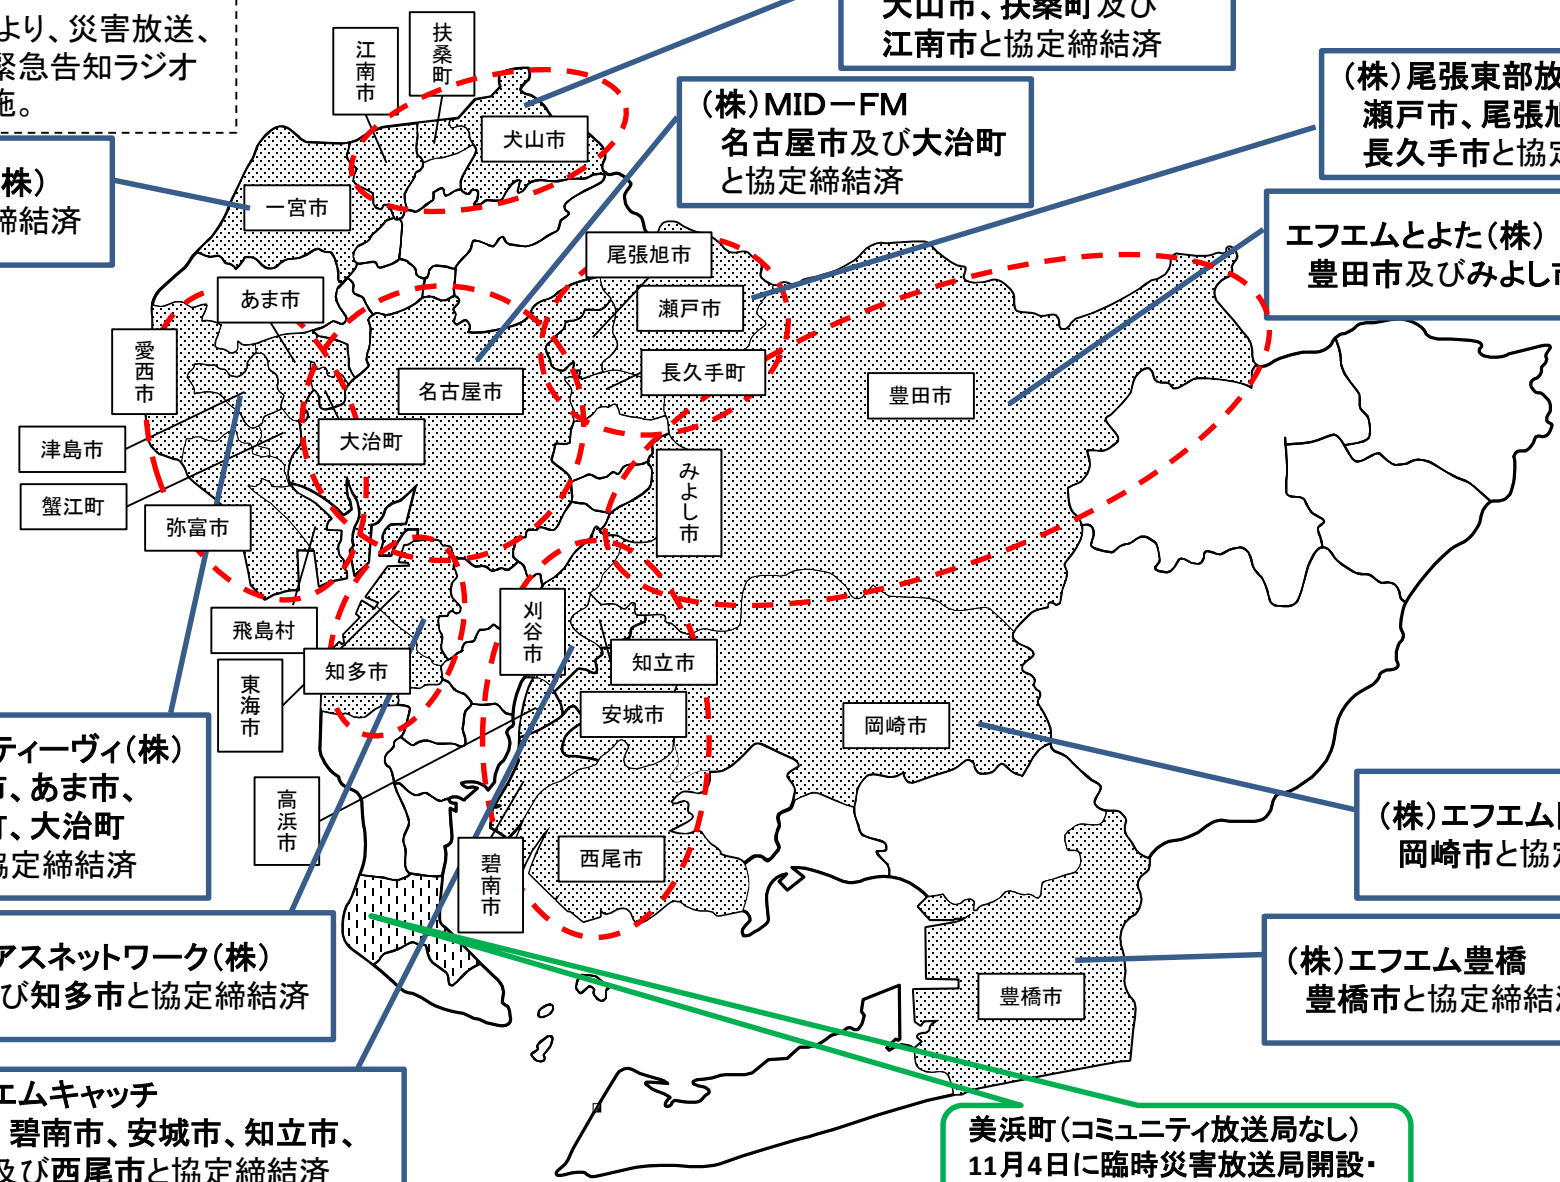 より、災害放送、
緊急告知ラジオ
施。
株）
締結済
犬山市、扶桑町及び
江南市と協定締結済
（株）MID－FM
名古屋市及び大治町
と協定締結済
（株）尾張東部放
瀬戸市、尾張旭
長久手市と協定
エフエムとよた（株）
豊田市及びみよし市
江南市
扶桑町
犬山市
一宮市
あま市
尾張旭市
瀬戸市
長久手町
愛西市
名古屋市
豊田市
津島市
大治町
蟹江町
弥富市
みよし市
飛島村
刈谷市
知多市
知立市
東海市
安城市
岡崎市
高浜市
碧南市
西尾市
豊橋市
ティーヴィ（株）
市、あま市、
町、大治町
協定締結済
アスネットワーク（株）
び知多市と協定締結済
エムキャッチ
碧南市、安城市、知立市、
及び西尾市と協定締結済
（株）エフエム
岡崎市と協定
（株）エフエム豊橋
豊橋市と協定締結済
美浜町（コミュニティ放送局なし）
11月4日に臨時災害放送局開設・